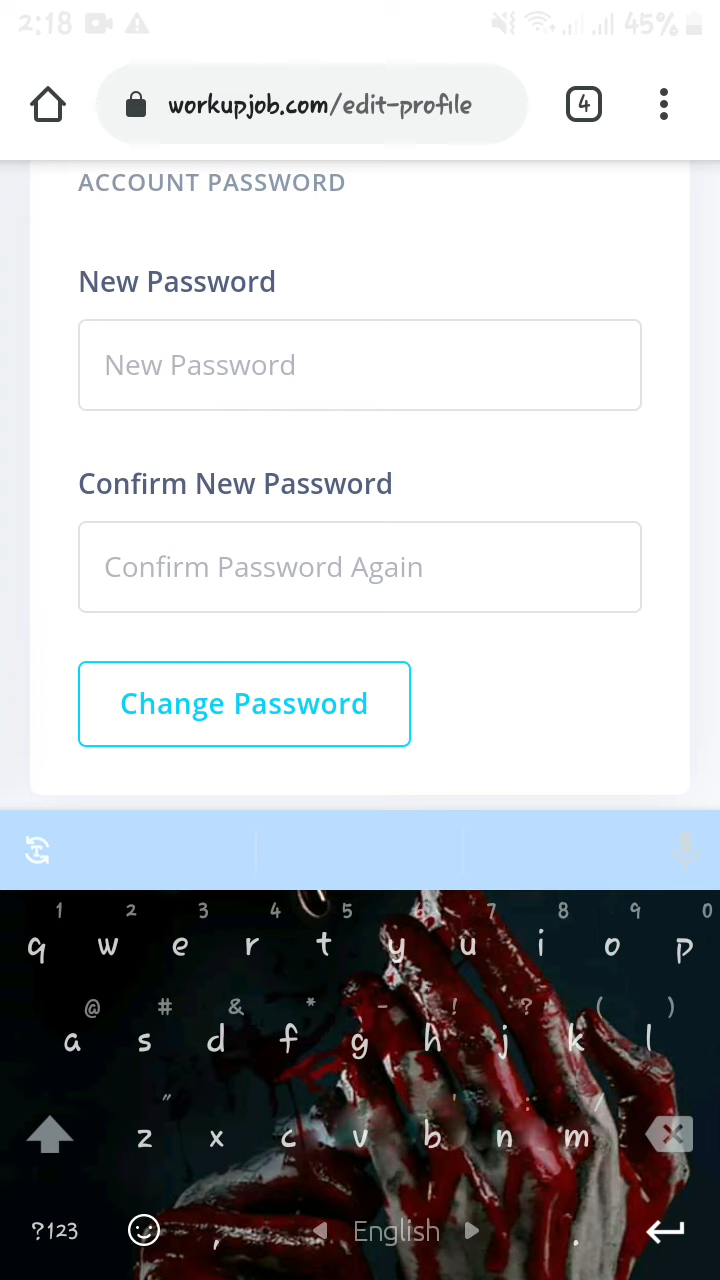 2:18 45%
workupjob.com/edit-profile 4
ACCOUNT PASSWORD
New Password
New Password
Confirm New Password
Confirm Password Again
Change Password
1 2 3 4 5 6 7 8 9 0
q w e r t y u i o p
@ # & * - ! ? ( )
a s d f g h j k l
" ' : /
z x c v b n m
?123 , English .